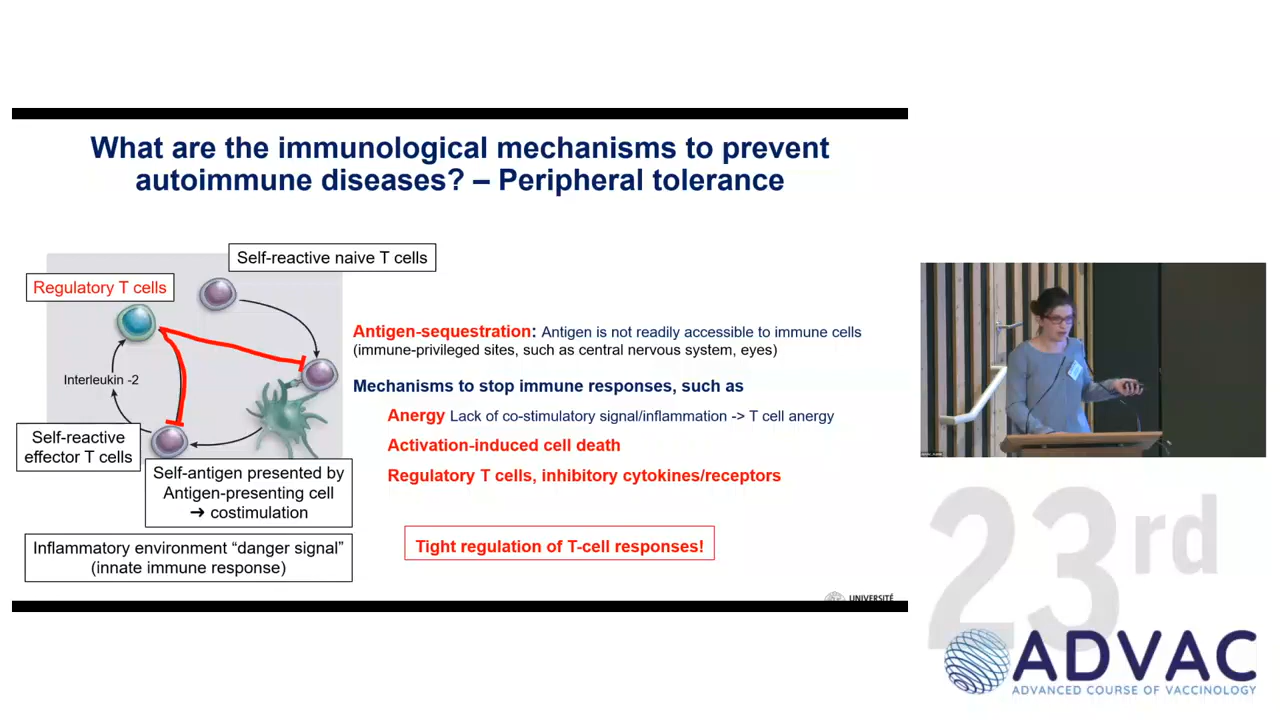 What are the immunological mechanisms to prevent
autoimmune diseases? – Peripheral tolerance
Self-reactive naive T cells
Regulatory T cells
Interleukin -2
Self-reactive
effector T cells
Self-antigen presented by
Antigen-presenting cell
➔ costimulation
Inflammatory environment “danger signal”
(innate immune response)
Antigen-sequestration: Antigen is not readily accessible to immune cells
(immune-privileged sites, such as central nervous system, eyes)
Mechanisms to stop immune responses, such as
Anergy Lack of co-stimulatory signal/inflammation -> T cell anergy
Activation-induced cell death
Regulatory T cells, inhibitory cytokines/receptors
Tight regulation of T-cell responses!
UNIVERSITÉ
23rd
ADVAC
ADVANCED COURSE OF VACCINOLOGY